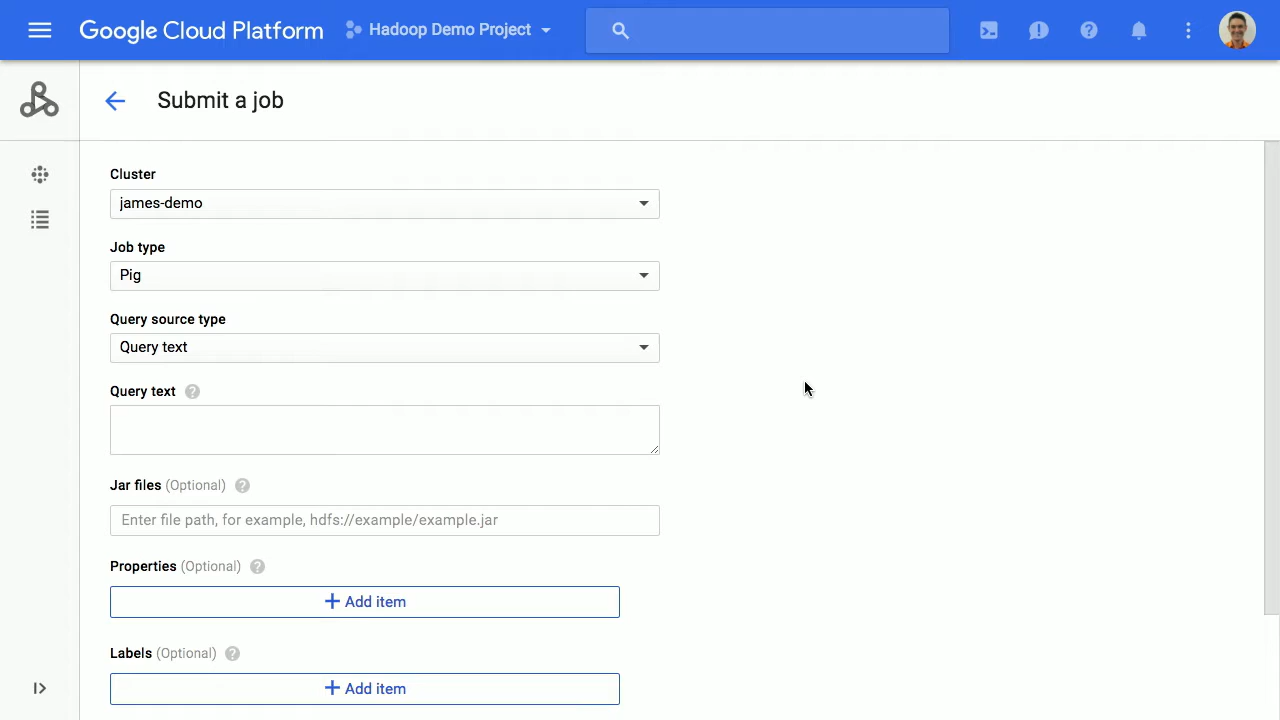 Google Cloud Platform Hadoop Demo Project
Submit a job
Cluster
james-demo
Job type
Pig
Query source type
Query text
Query text ?
Jar files (Optional) ?
Enter file path, for example, hdfs://example/example.jar
Properties (Optional) ?
+ Add item
Labels (Optional) ?
+ Add item